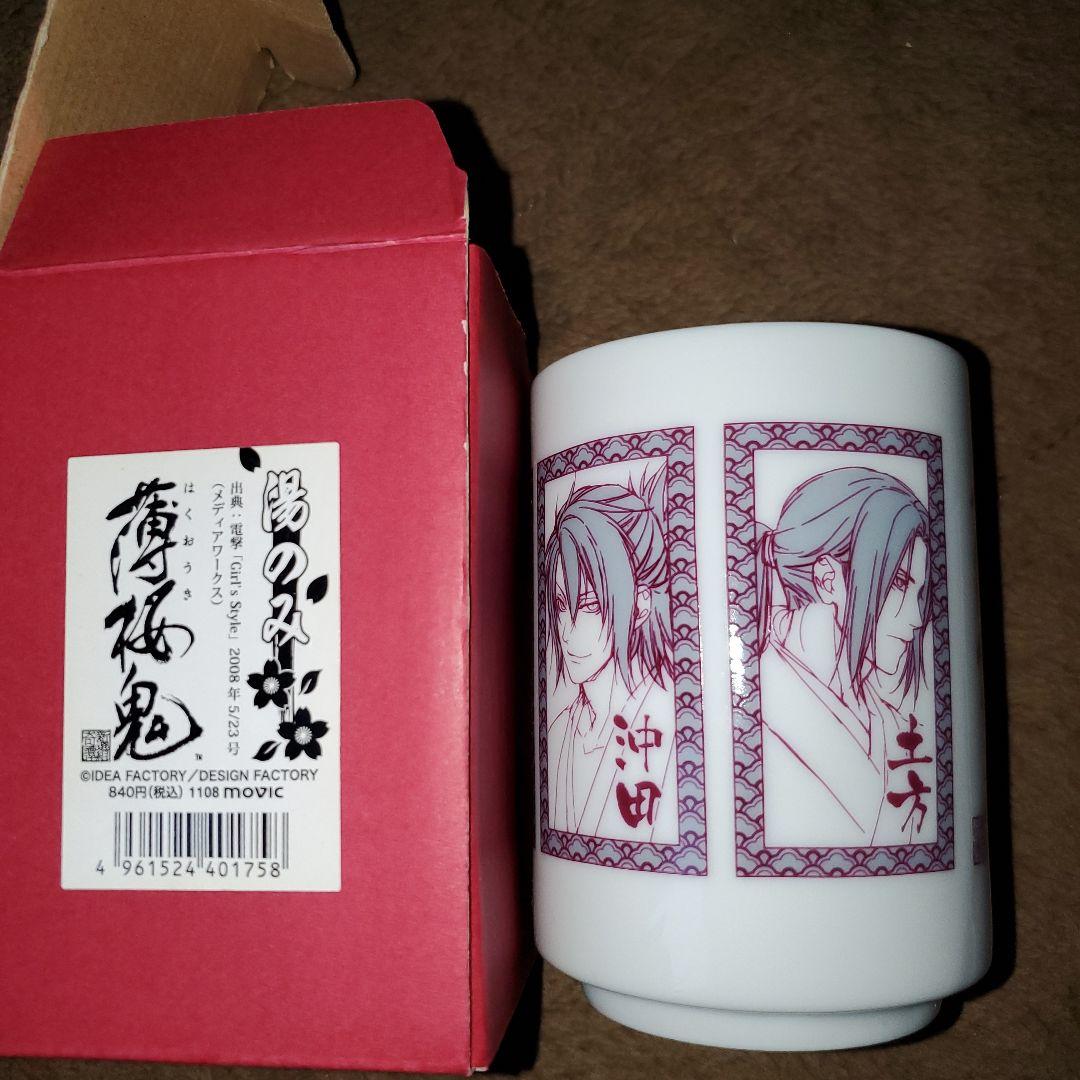 湯のみ
出典：電撃「Girl's Style」2008年5/23号
（メディアワークス）
はくおうき
薄桜鬼
TM
©IDEA FACTORY/DESIGN FACTORY
840円(税込) 1108 movic
4 961524 401758
沖田
土方